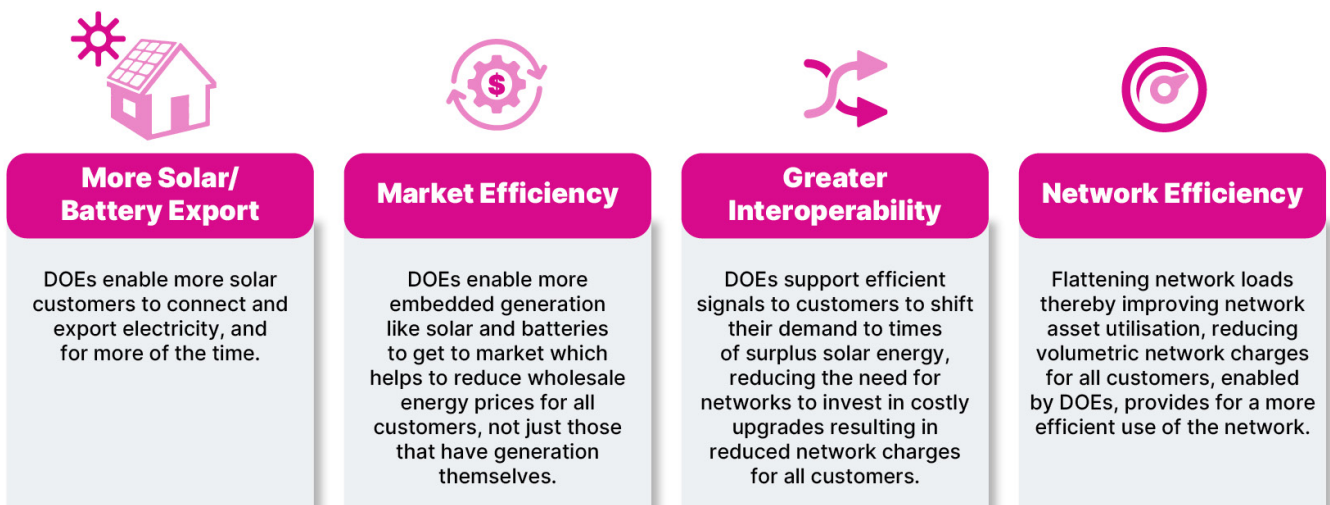 More Solar/
Battery Export
DOEs enable more solar
customers to connect and
export electricity, and
for more of the time.
$
Market Efficiency
DOEs enable more
embedded generation
like solar and batteries
to get to market which
helps to reduce wholesale
energy prices for all
customers, not just those
that have generation
themselves.
Greater
Interoperability
DOEs support efficient
signals to customers to shift
their demand to times
of surplus solar energy,
reducing the need for
networks to invest in costly
upgrades resulting in
reduced network charges
for all customers.
Network Efficiency
Flattening network loads
thereby improving network
asset utilisation, reducing
volumetric network charges
for all customers, enabled
by DOEs, provides for a more
efficient use of the network.